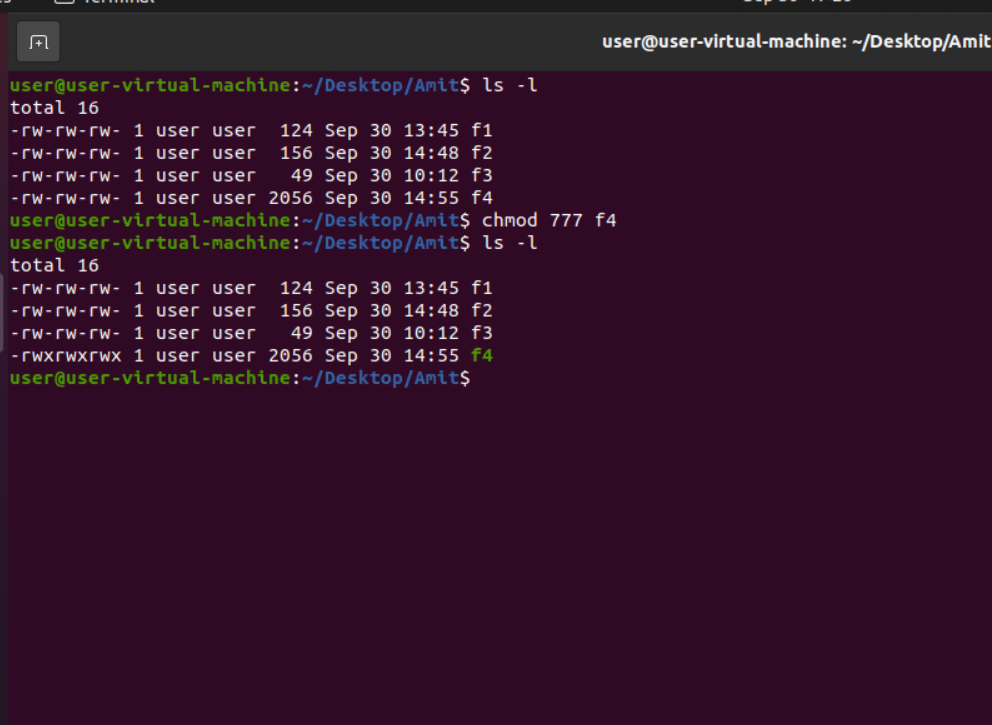 user@user-virtual-machine: ~/Desktop/Amit
user@user-virtual-machine:~/Desktop/Amit$ ls -l
total 16
-rw-rw-rw- 1 user user  124 Sep 30 13:45 f1
-rw-rw-rw- 1 user user  156 Sep 30 14:48 f2
-rw-rw-rw- 1 user user   49 Sep 30 10:12 f3
-rw-rw-rw- 1 user user 2056 Sep 30 14:55 f4
user@user-virtual-machine:~/Desktop/Amit$ chmod 777 f4
user@user-virtual-machine:~/Desktop/Amit$ ls -l
total 16
-rw-rw-rw- 1 user user  124 Sep 30 13:45 f1
-rw-rw-rw- 1 user user  156 Sep 30 14:48 f2
-rw-rw-rw- 1 user user   49 Sep 30 10:12 f3
-rwxrwxrwx 1 user user 2056 Sep 30 14:55 f4
user@user-virtual-machine:~/Desktop/Amit$